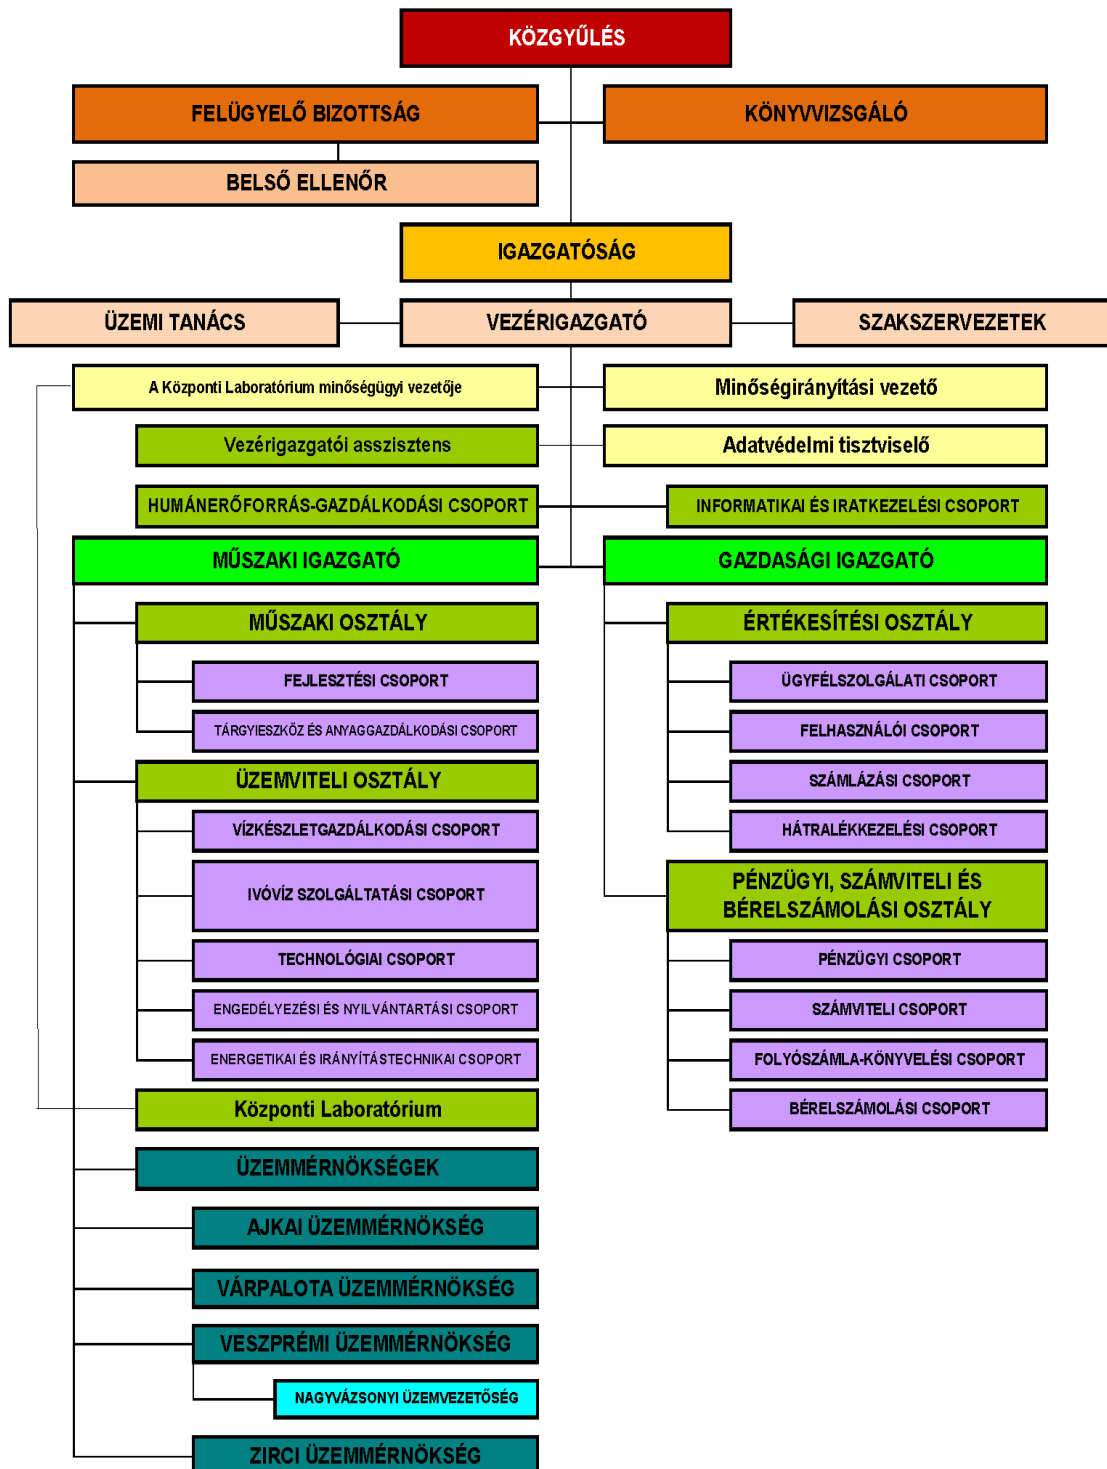 KÖZGYŰLÉS
FELÜGYELŐ BIZOTTSÁG
KÖNYVVIZSGÁLÓ
BELSŐ ELLENŐR
IGAZGATÓSÁG
ÜZEMI TANÁCS
VEZÉRIGAZGATÓ
SZAKSZERVEZETEK
A Központi Laboratórium minőségügyi vezetője
Minőségirányítási vezető
Vezérigazgatói asszisztens
Adatvédelmi tisztviselő
HUMÁNERŐFORRÁS-GAZDÁLKODÁSI CSOPORT
INFORMATIKAI ÉS IRATKEZELÉSI CSOPORT
MŰSZAKI IGAZGATÓ
GAZDASÁGI IGAZGATÓ
MŰSZAKI OSZTÁLY
ÉRTÉKESÍTÉSI OSZTÁLY
FEJLESZTÉSI CSOPORT
ÜGYFÉLSZOLGÁLATI CSOPORT
TÁRGYIESZKÖZ ÉS ANYAGGAZDÁLKODÁSI CSOPORT
FELHASZNÁLÓI CSOPORT
ÜZEMVITELI OSZTÁLY
SZÁMLÁZÁSI CSOPORT
VÍZKÉSZLETGAZDÁLKODÁSI CSOPORT
HÁTRALÉKKEZELÉSI CSOPORT
IVÓVÍZ SZOLGÁLTATÁSI CSOPORT
PÉNZÜGYI, SZÁMVITELI ÉS
BÉRELSZÁMOLÁSI OSZTÁLY
TECHNOLÓGIAI CSOPORT
PÉNZÜGYI CSOPORT
ENGEDÉLYEZÉSI ÉS NYILVÁNTARTÁSI CSOPORT
SZÁMVITELI CSOPORT
ENERGETIKAI ÉS IRÁNYÍTÁSTECHNIKAI CSOPORT
FOLYÓSZÁMLA-KÖNYVELÉSI CSOPORT
Központi Laboratórium
BÉRELSZÁMOLÁSI CSOPORT
ÜZEMMÉRNÖKSÉGEK
AJKAI ÜZEMMÉRNÖKSÉG
VÁRPALOTA ÜZEMMÉRNÖKSÉG
VESZPRÉMI ÜZEMMÉRNÖKSÉG
NAGYVÁZSONYI ÜZEMVEZETŐSÉG
ZIRCI ÜZEMMÉRNÖKSÉG